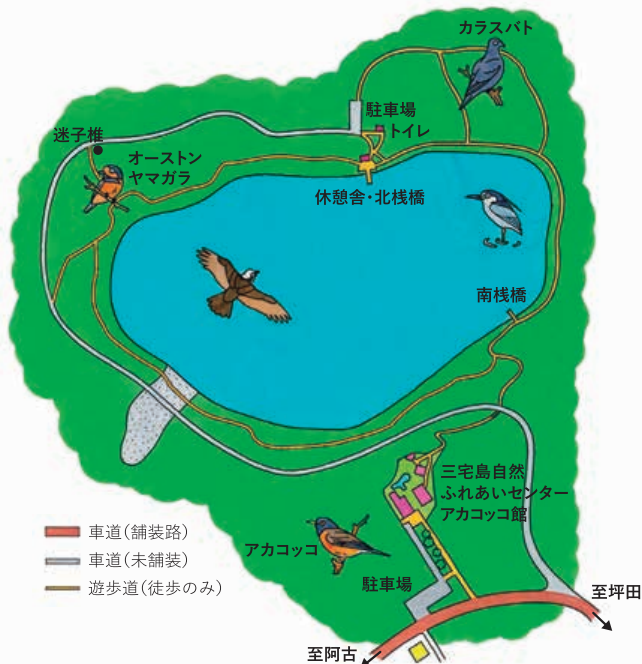 カラスバト
駐車場
トイレ
迷子椎
オーストン
ヤマガラ
休憩舎・北桟橋
南桟橋
三宅島自然
ふれあいセンター
アカコッコ館
アカコッコ
駐車場
車道(舗装路)
車道(未舗装)
遊歩道(徒歩のみ)
至坪田
至阿古